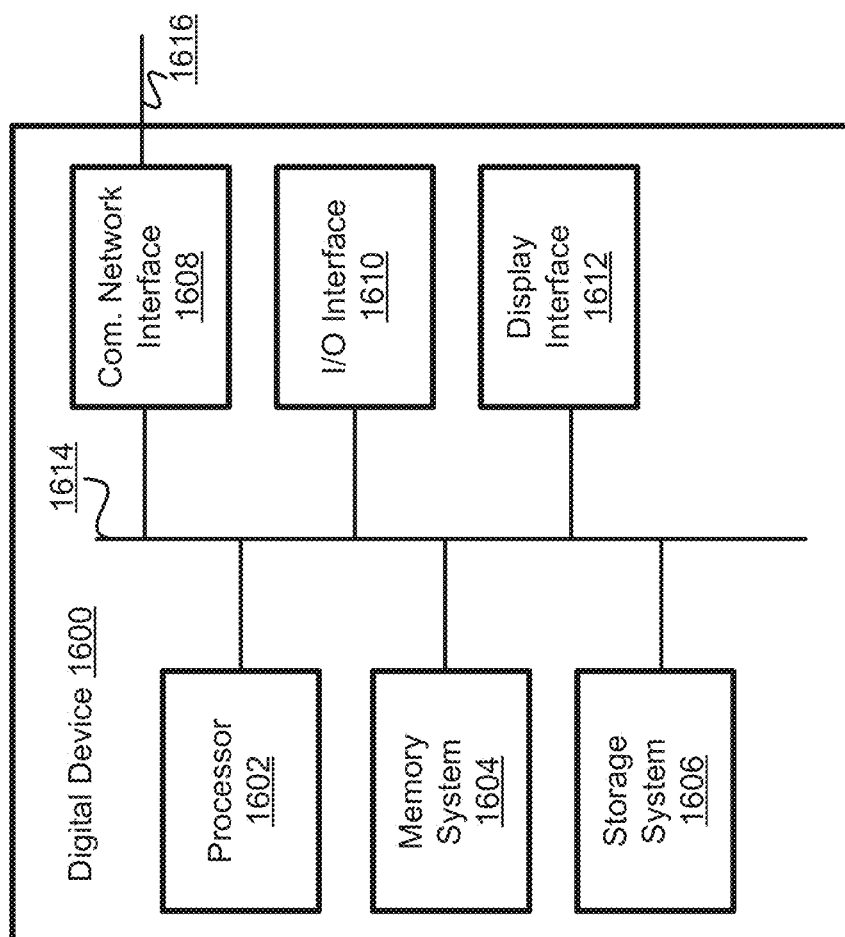 Digital Device 1600
1614
1616
Processor
1602
Memory
System
1604
Storage
System
1606
Com. Network
Interface
1608
I/O Interface
1610
Display
Interface
1612